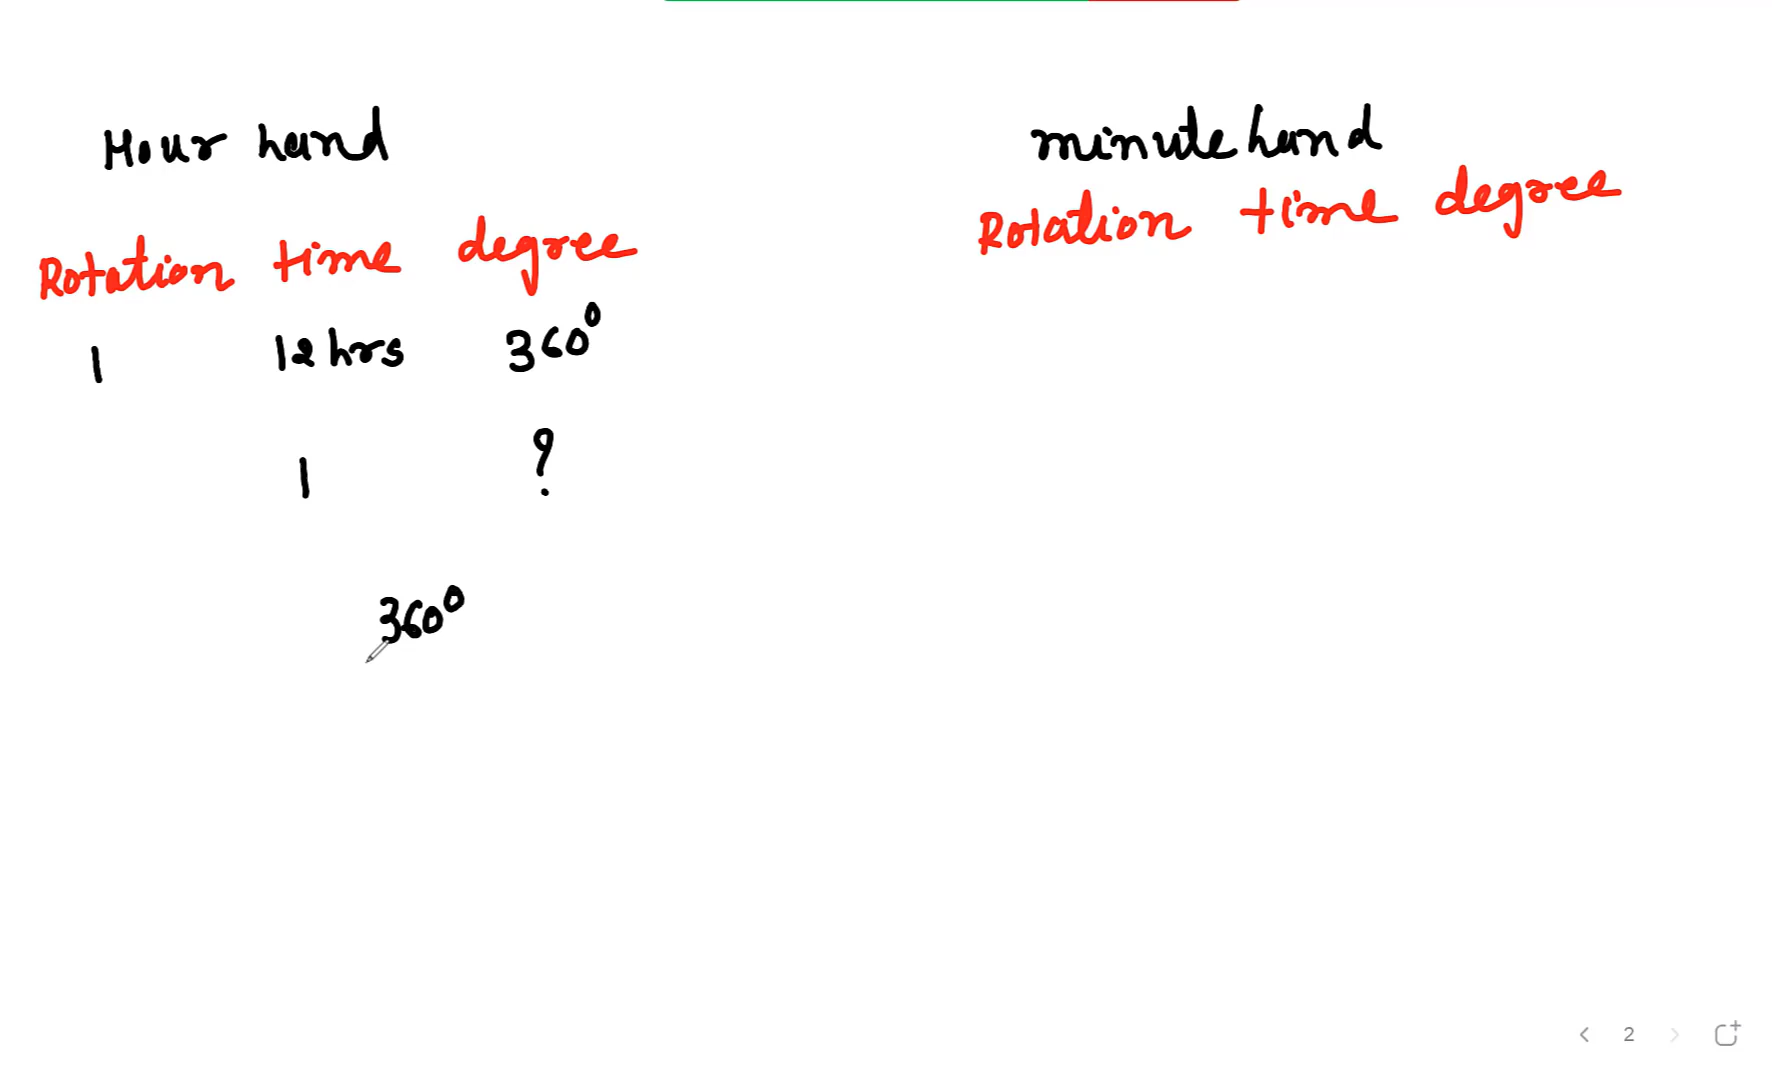 Hour hand
Rotation time degree
1 12 hrs 360°
1 ?
360°
minute hand
Rotation time degree
2